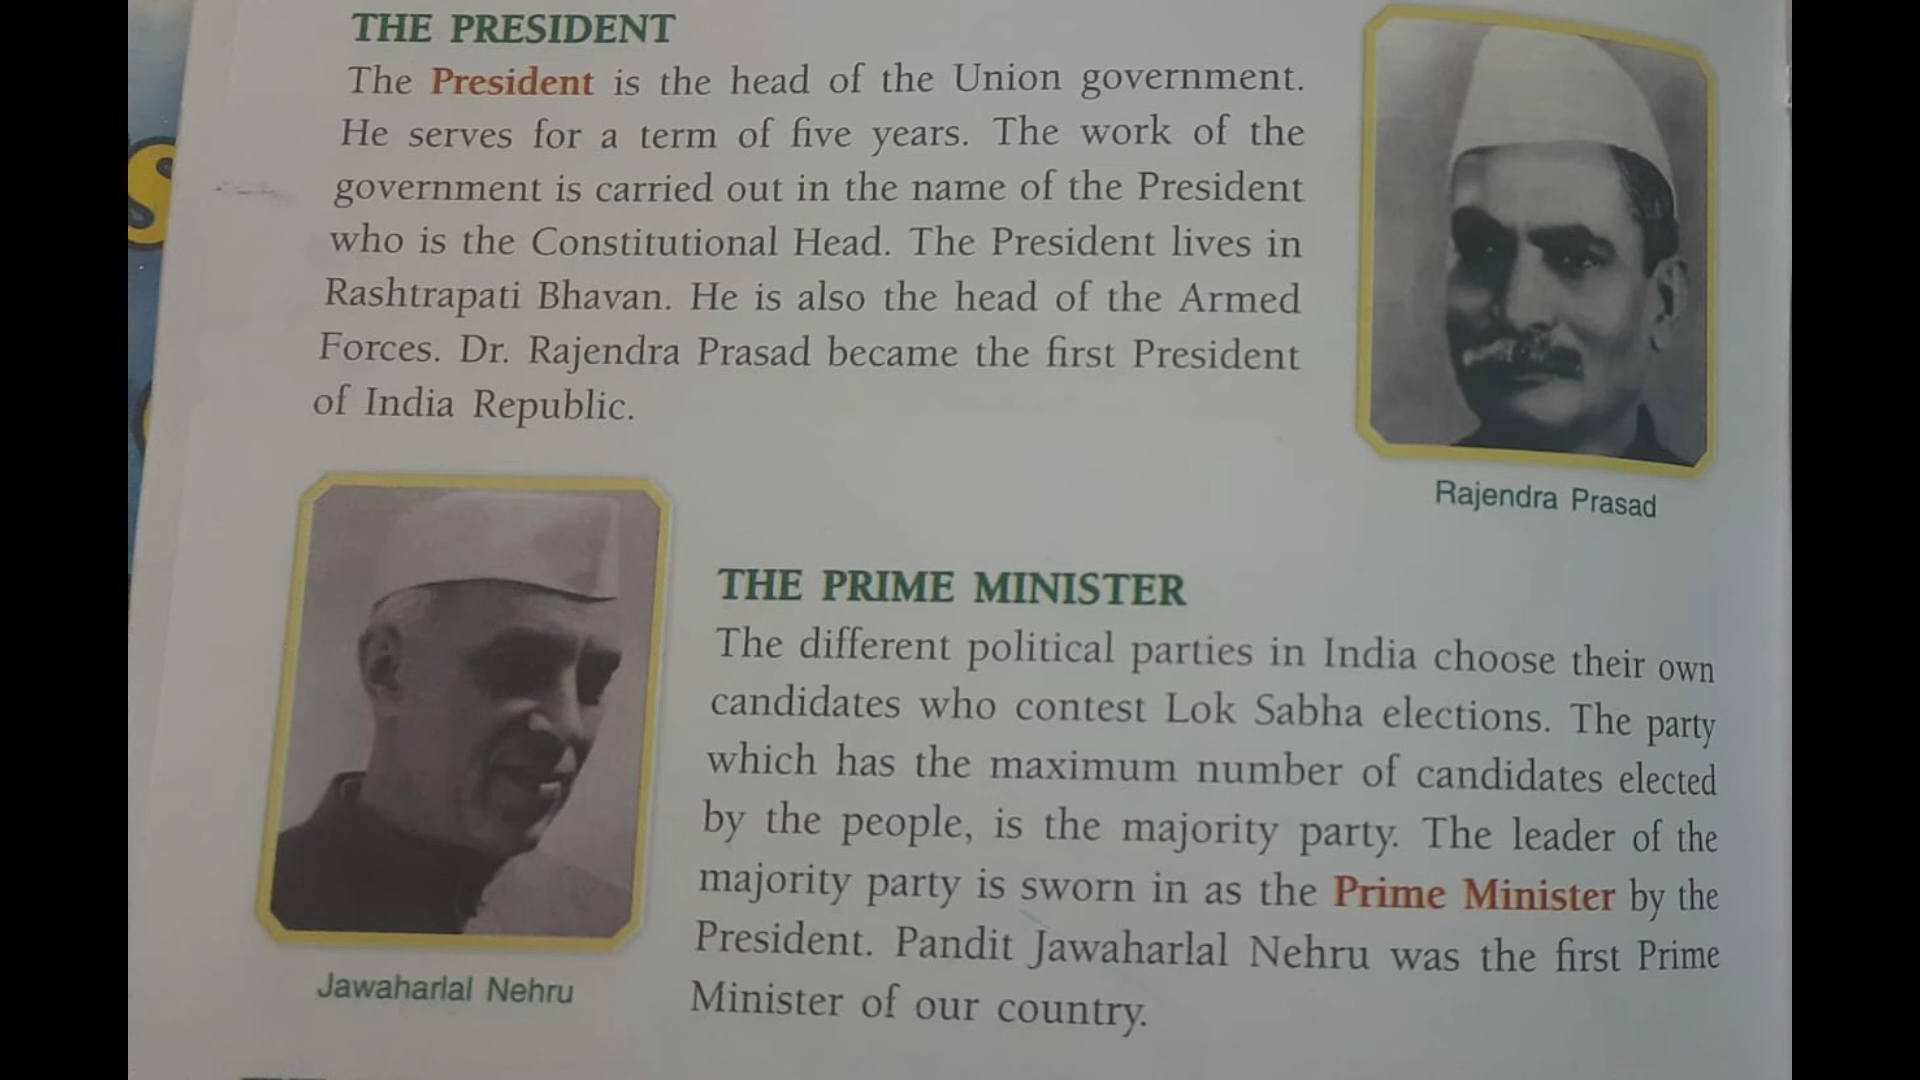 THE PRESIDENT
The President is the head of the Union government.
He serves for a term of five years. The work of the
government is carried out in the name of the President
who is the Constitutional Head. The President lives in
Rashtrapati Bhavan. He is also the head of the Armed
Forces. Dr. Rajendra Prasad became the first President
of India Republic.
Rajendra Prasad
THE PRIME MINISTER
The different political parties in India choose their own
candidates who contest Lok Sabha elections. The party
which has the maximum number of candidates elected
by the people, is the majority party. The leader of the
majority party is sworn in as the Prime Minister by the
President. Pandit Jawaharlal Nehru was the first Prime
Minister of our country.
Jawaharlal Nehru